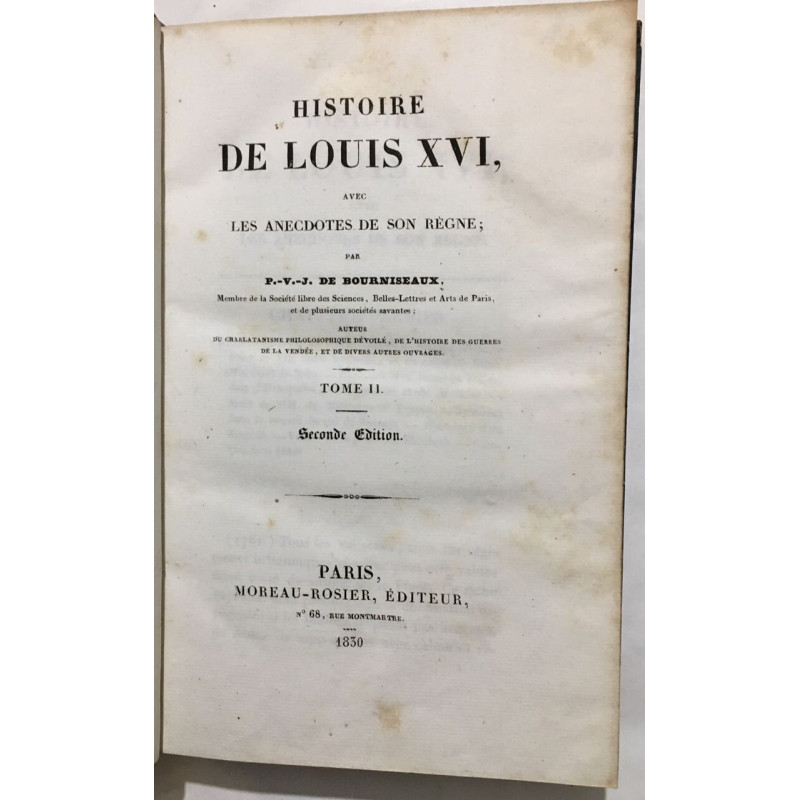 HISTOIRE
DE LOUIS XVI,
AVEC
LES ANECDOTES DE SON RÈGNE;
PAR
P.-V.-J. DE BOURNISEAUX,
Membre de la Société libre des Sciences, Belles-Lettres et Arts de Paris,
et de plusieurs sociétés savantes;
AUTEUR
DU CHARLATANISME PHILOLOSOPHIQUE DÉVOILÉ, DE L'HISTOIRE DES GUERRES
DE LA VENDÉE, ET DE DIVERS AUTRES OUVRAGES.
TOME II.
Seconde Edition.
PARIS,
MOREAU-ROSIER, ÉDITEUR,
N° 68, RUE MONTMARTRE.
1830